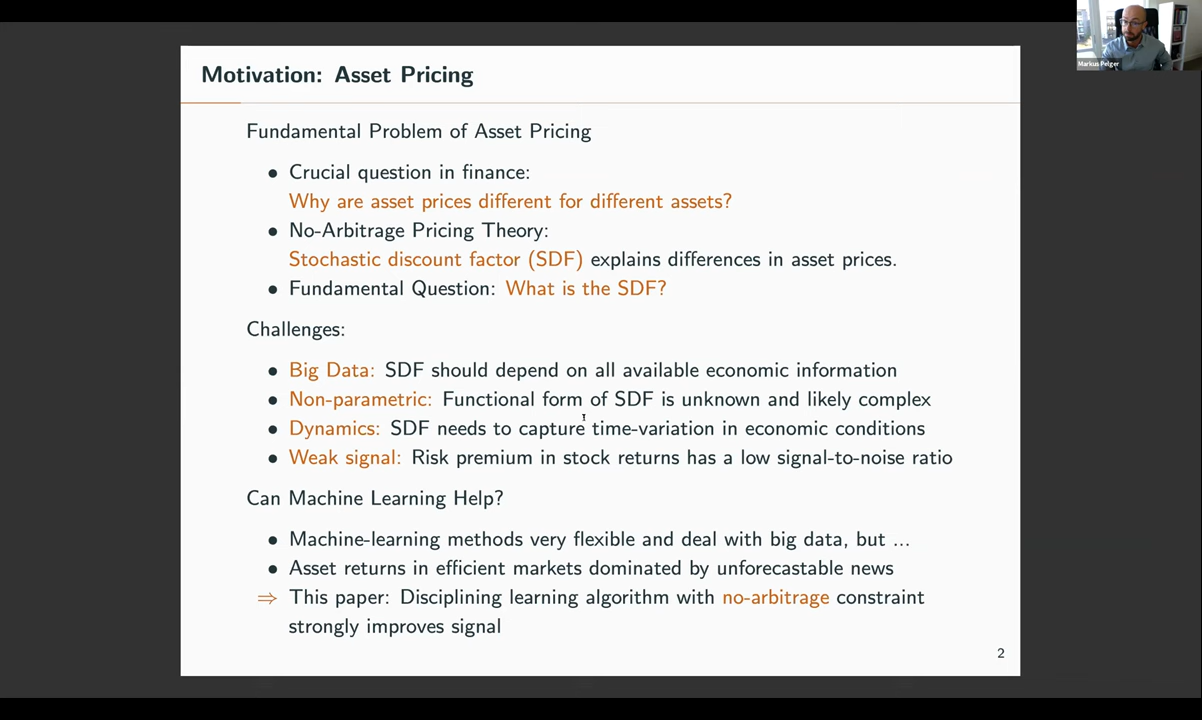 Markus Pelger
Motivation: Asset Pricing
Fundamental Problem of Asset Pricing
• Crucial question in finance:
Why are asset prices different for different assets?
• No-Arbitrage Pricing Theory:
Stochastic discount factor (SDF) explains differences in asset prices.
• Fundamental Question: What is the SDF?
Challenges:
• Big Data: SDF should depend on all available economic information
• Non-parametric: Functional form of SDF is unknown and likely complex
• Dynamics: SDF needs to capture time-variation in economic conditions
• Weak signal: Risk premium in stock returns has a low signal-to-noise ratio
Can Machine Learning Help?
• Machine-learning methods very flexible and deal with big data, but ...
• Asset returns in efficient markets dominated by unforecastable news
⇒ This paper: Disciplining learning algorithm with no-arbitrage constraint
strongly improves signal
2